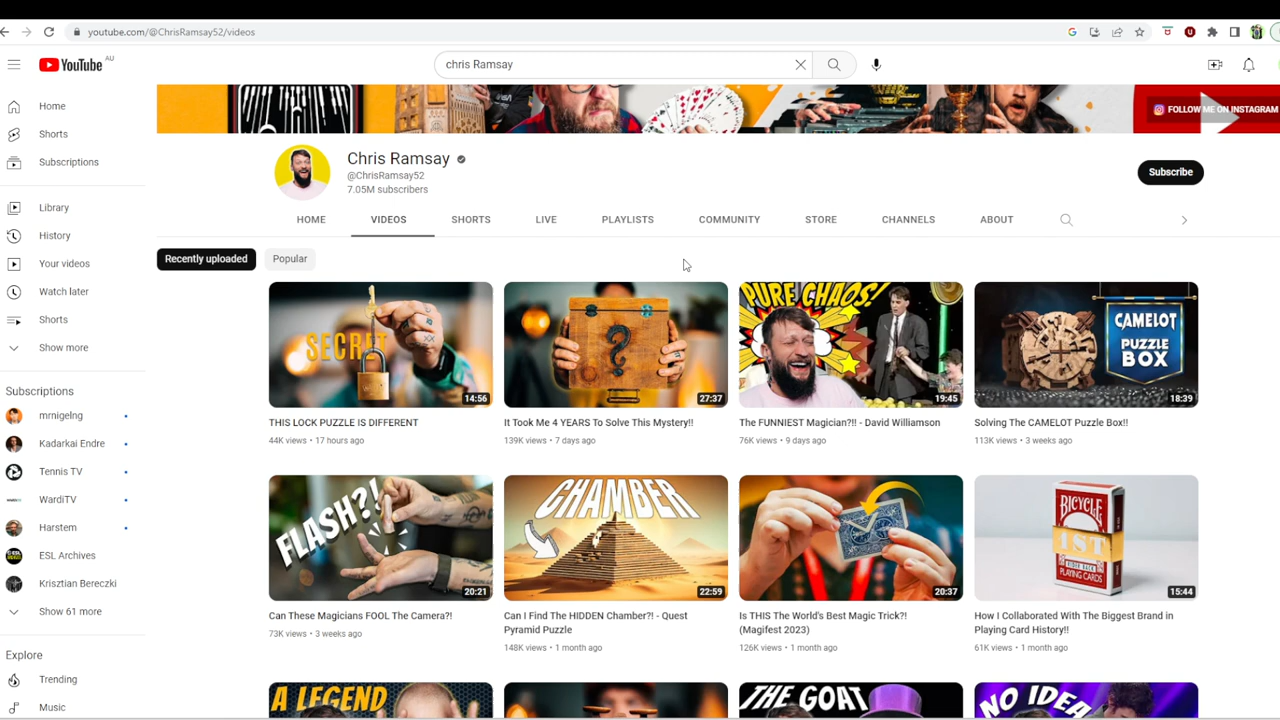 youtube.com/@ChrisRamsay52/videos
YouTube AU
chris Ramsay
FOLLOW ME ON INSTAGRAM
Home
Shorts
Subscriptions
Library
History
Your videos
Watch later
Shorts
Show more
Subscriptions
mrnigelng
Kadarkai Endre
Tennis TV
WardiTV
Harstem
ESL Archives
Krisztian Bereczki
Show 61 more
Explore
Trending
Music
Chris Ramsay
@ChrisRamsay52
7.05M subscribers
Subscribe
HOME VIDEOS SHORTS LIVE PLAYLISTS COMMUNITY STORE CHANNELS ABOUT
Recently uploaded Popular
SECRET
14:56
THIS LOCK PUZZLE IS DIFFERENT
44K views • 17 hours ago
?
27:37
It Took Me 4 YEARS To Solve This Mystery!!
139K views • 7 days ago
PURE CHAOS!
19:45
The FUNNIEST Magician?!! - David Williamson
76K views • 9 days ago
CAMELOT
PUZZLE
BOX
18:39
Solving The CAMELOT Puzzle Box!!
113K views • 3 weeks ago
FLASH?!
20:21
Can These Magicians FOOL The Camera?!
73K views • 3 weeks ago
CHAMBER
22:59
Can I Find The HIDDEN Chamber?! - Quest
Pyramid Puzzle
148K views • 1 month ago
20:37
Is THIS The World's Best Magic Trick?!
(Magifest 2023)
126K views • 1 month ago
BICYCLE
1ST
PLAYING CARDS
15:44
How I Collaborated With The Biggest Brand in
Playing Card History!!
61K views • 1 month ago
A LEGEND
THE GOAT
NO IDEA